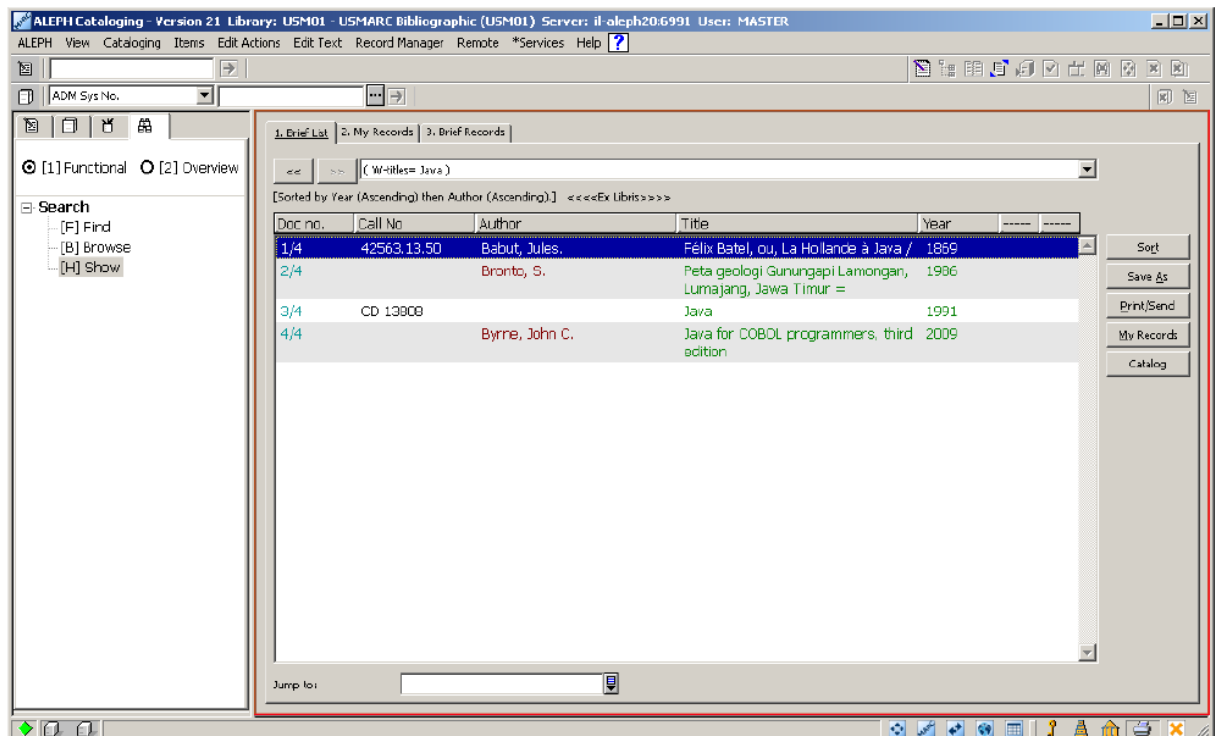 ALEPH Cataloging - Version 21 Library: USM01 - USMARC Bibliographic (USM01) Server: il-aleph20:6991 User: MASTER
ALEPH View Cataloging Items Edit Actions Edit Text Record Manager Remote *Services Help ?
ADM Sys No. ...
1. Brief List 2. My Records 3. Brief Records
[1] Functional [2] Overview
<< >> ( W-titles= Java )
[Sorted by Year (Ascending) then Author (Ascending).] <<<<Ex Libris>>>>
Search
[F] Find
[B] Browse
[H] Show
Doc no. Call No Author Title Year ----- -----
1/4 42563.13.50 Babut, Jules. Félix Batel, ou, La Hollande à Java / 1869
2/4 Bronto, S. Peta geologi Gunungapi Lamongan, 1986
Lumajang, Jawa Timur =
3/4 CD 13808 Java 1991
4/4 Byrne, John C. Java for COBOL programmers, third 2009
edition
Sort
Save As
Print/Send
My Records
Catalog
Jump to: